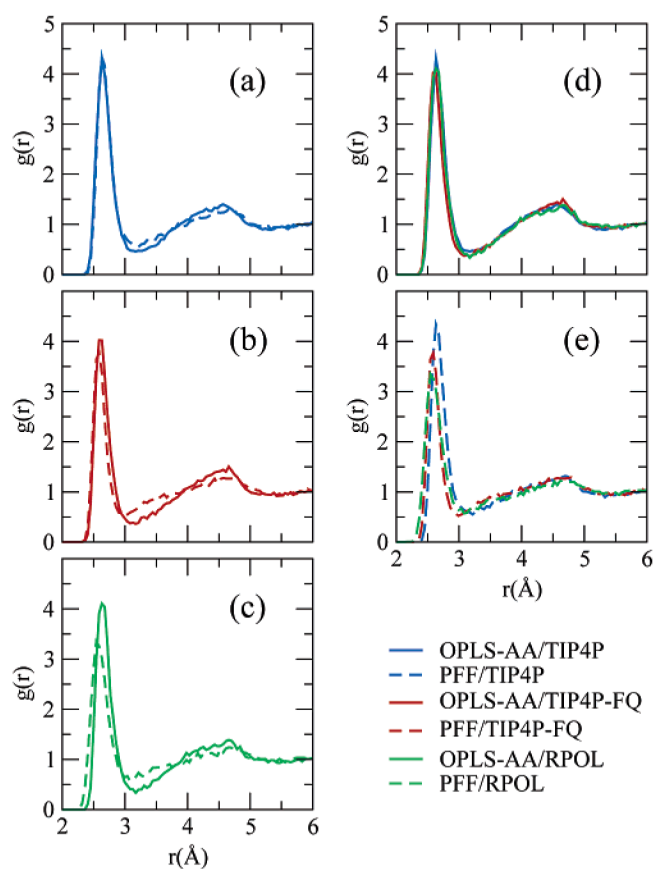 5
4
3
2
1
0
g(r)
(a)
4
3
2
1
0
g(r)
(b)
4
3
2
1
0
g(r)
(c)
2
3
4
5
6
r(Å)
5
4
3
2
1
0
g(r)
(d)
4
3
2
1
0
g(r)
(e)
2
3
4
5
6
r(Å)
OPLS-AA/TIP4P
PFF/TIP4P
OPLS-AA/TIP4P-FQ
PFF/TIP4P-FQ
OPLS-AA/RPOL
PFF/RPOL